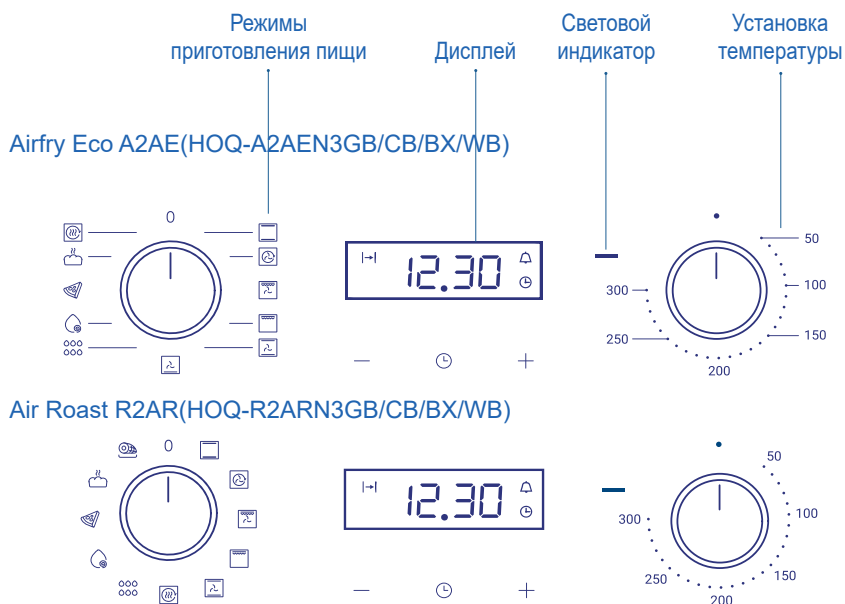 Режимы
приготовления пищи
Дисплей
Световой
индикатор
Установка
температуры
Airfry Eco A2AE(HOQ-A2AEN3GB/CB/BX/WB)
0
12.30
50
100
150
200
250
300
Air Roast R2AR(HOQ-R2ARN3GB/CB/BX/WB)
0
12.30
50
100
150
200
250
300